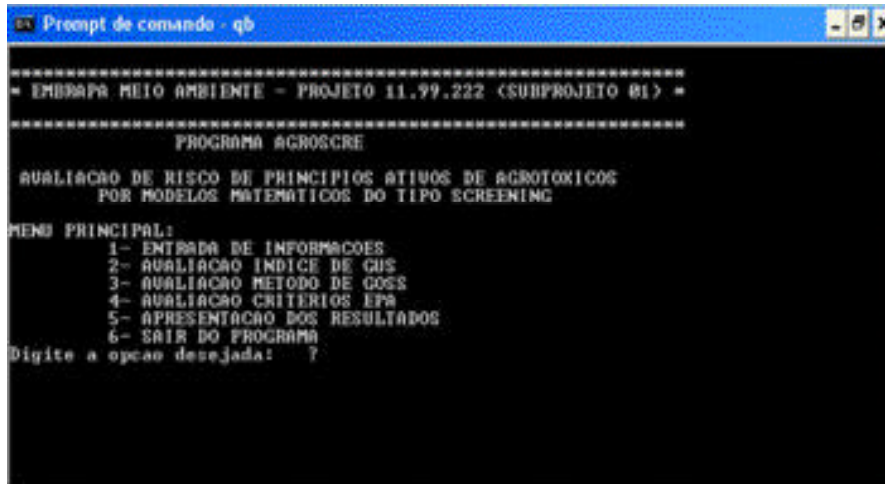 Prompt de comando - qb
************************************************************
* EMBRAPA MEIO AMBIENTE - PROJETO 11.99.222 (SUBPROJETO 01) *
************************************************************
PROGRAMA AGROSCRE
AVALIACAO DE RISCO DE PRINCIPIOS ATIVOS DE AGROTOXICOS
POR MODELOS MATEMATICOS DO TIPO SCREENING
MENU PRINCIPAL:
1- ENTRADA DE INFORMACOES
2- AVALIACAO INDICE DE GUS
3- AVALIACAO METODO DE GOSS
4- AVALIACAO CRITERIOS EPA
5- APRESENTACAO DOS RESULTADOS
6- SAIR DO PROGRAMA
Digite a opcao desejada: ?